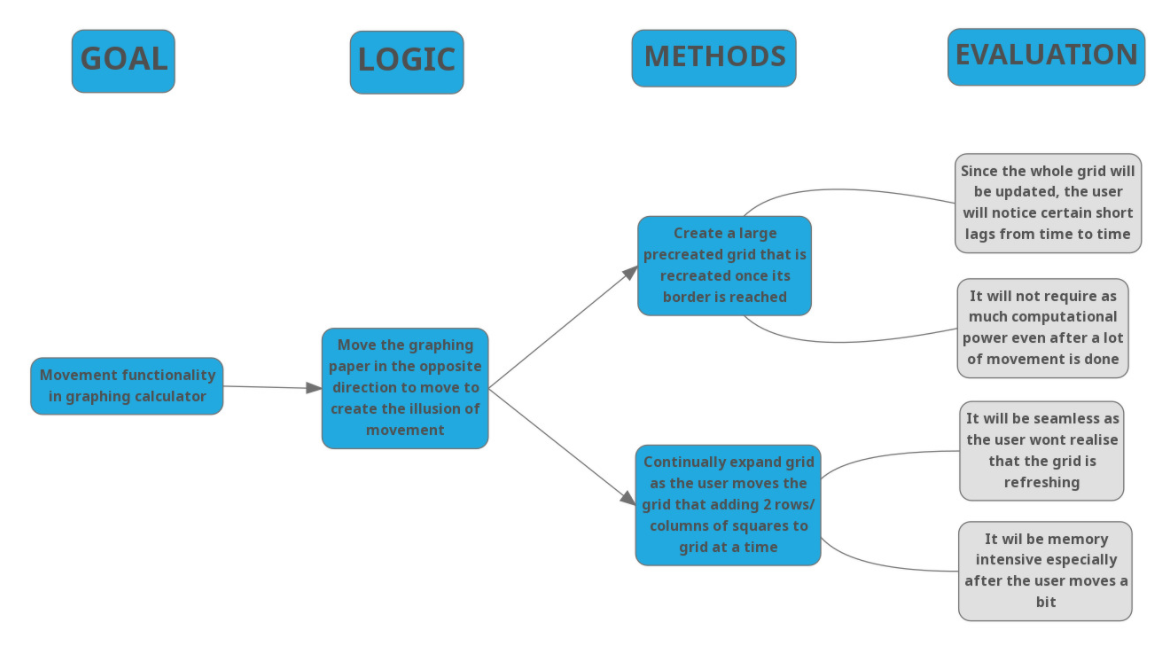 GOAL
LOGIC
METHODS
EVALUATION
Movement functionality
in graphing calculator
Move the graphing
paper in the opposite
direction to move to
create the illusion of
movement
Create a large
precreated grid that is
recreated once its
border is reached
Continually expand grid
as the user moves the
grid that adding 2 rows/
columns of squares to
grid at a time
Since the whole grid will
be updated, the user
will notice certain short
lags from time to time
It will not require as
much computational
power even after a lot
of movement is done
It will be seamless as
the user wont realise
that the grid is
refreshing
It wil be memory
intensive especially
after the user moves a
bit